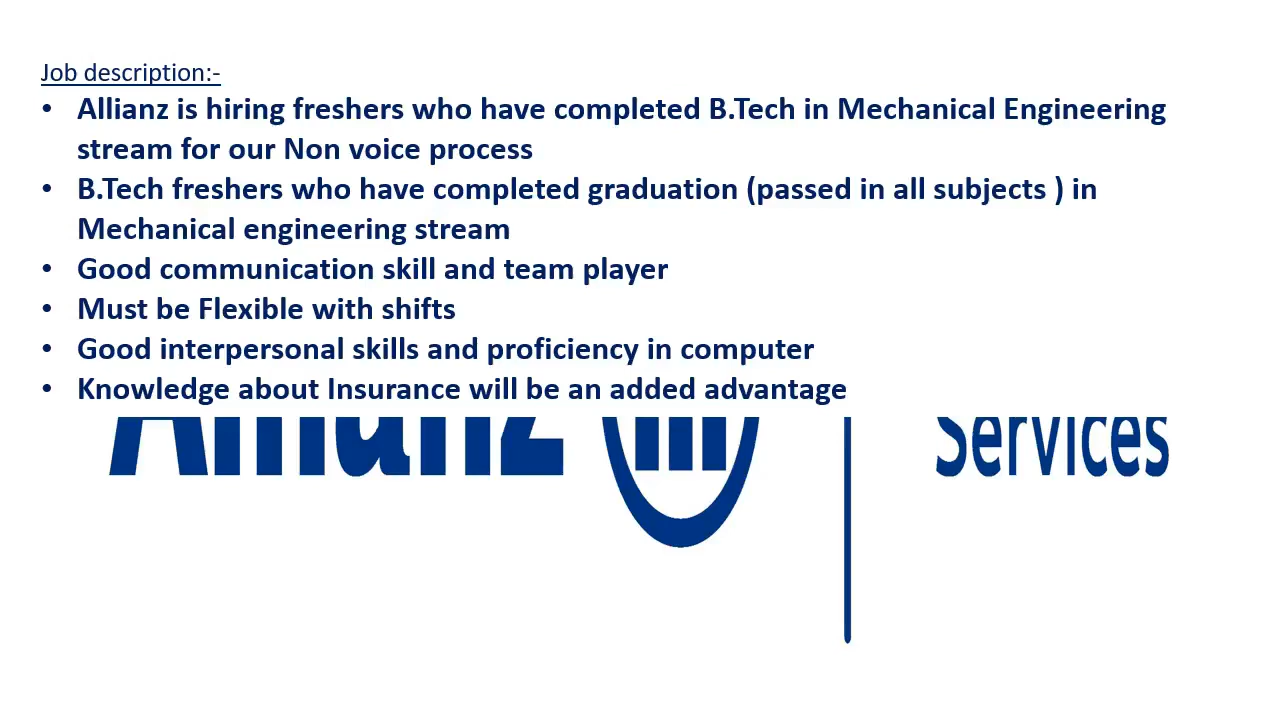 Job description:-
• Allianz is hiring freshers who have completed B.Tech in Mechanical Engineering
stream for our Non voice process
• B.Tech freshers who have completed graduation (passed in all subjects ) in
Mechanical engineering stream
• Good communication skill and team player
• Must be Flexible with shifts
• Good interpersonal skills and proficiency in computer
• Knowledge about Insurance will be an added advantage
Allianz Services